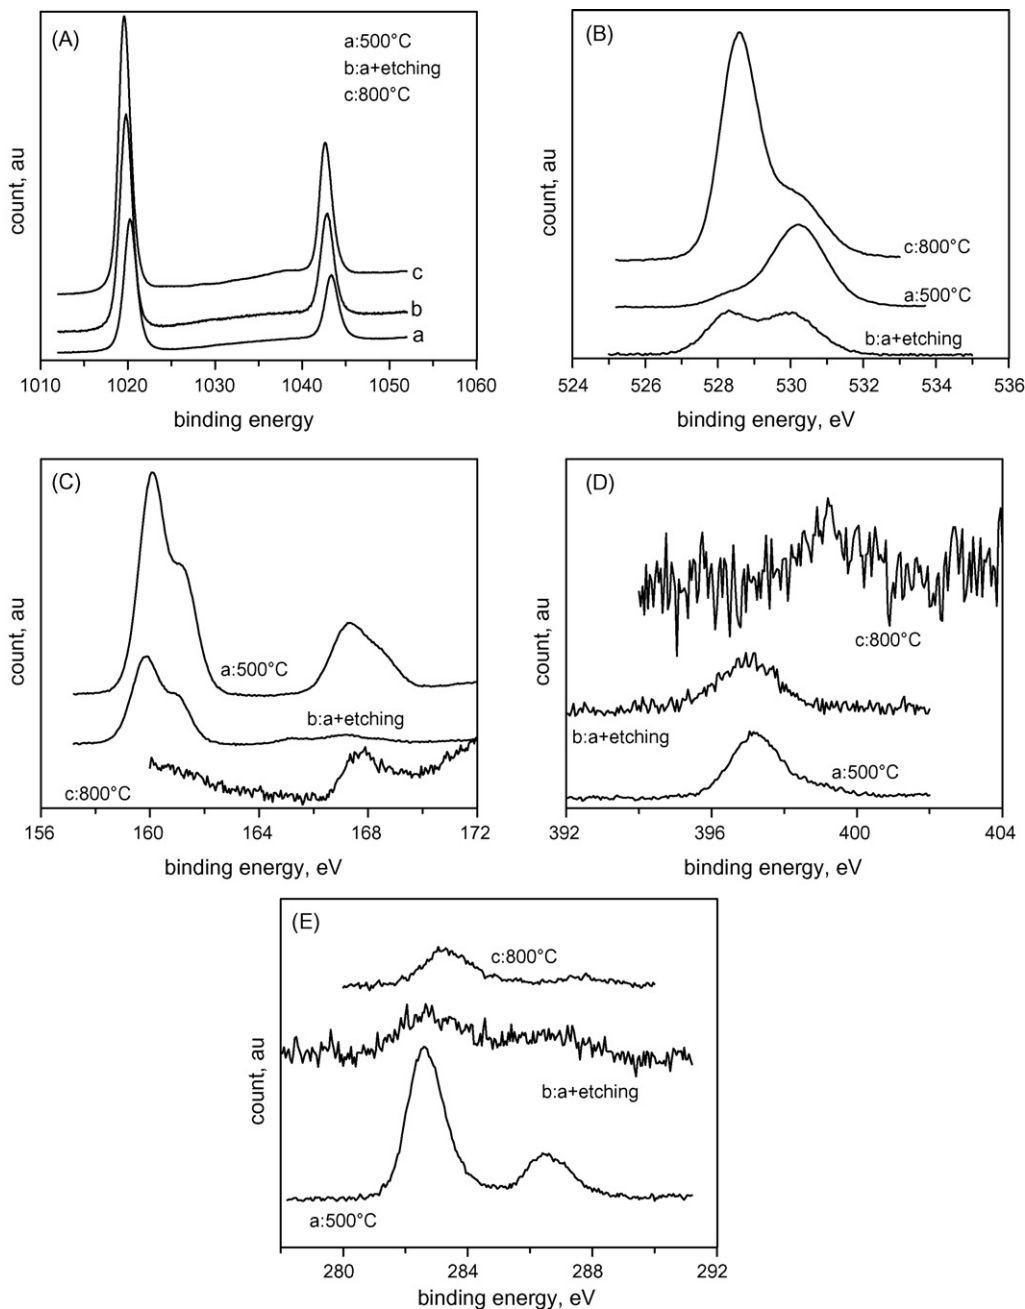 (A)
a:500°C
b:a+etching
c:800°C
count, au
c
b
a
1010 1020 1030 1040 1050 1060
binding energy
(B)
count, au
c:800°C
a:500°C
b:a+etching
524 526 528 530 532 534 536
binding energy, eV
(C)
count, au
a:500°C
b:a+etching
c:800°C
156 160 164 168 172
binding energy, eV
(D)
count, au
c:800°C
b:a+etching
a:500°C
392 396 400 404
binding energy, eV
(E)
count, au
c:800°C
b:a+etching
a:500°C
280 284 288 292
binding energy, eV